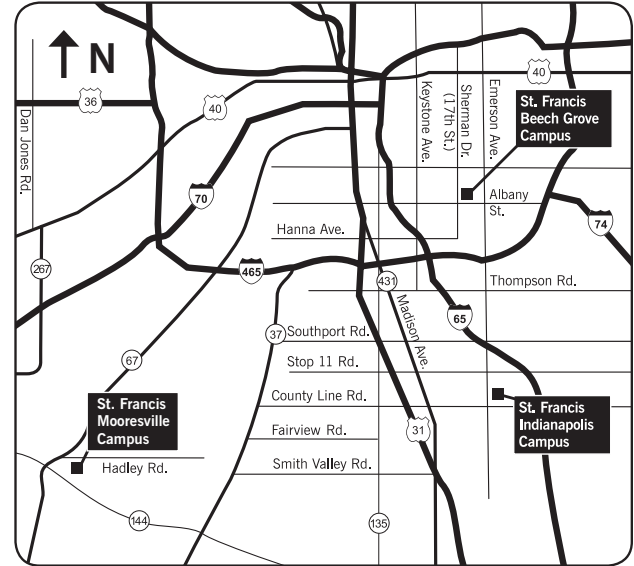 N
36
40
40
Dan Jones Rd.
Keystone Ave.
Sherman Dr.
(17th St.)
Emerson Ave.
St. Francis
Beech Grove
Campus
70
Albany
St.
Hanna Ave.
74
267
465
431
Thompson Rd.
Madison Ave.
65
37
Southport Rd.
67
Stop 11 Rd.
County Line Rd.
St. Francis
Mooresville
Campus
St. Francis
Indianapolis
Campus
Fairview Rd.
31
Hadley Rd.
Smith Valley Rd.
144
135